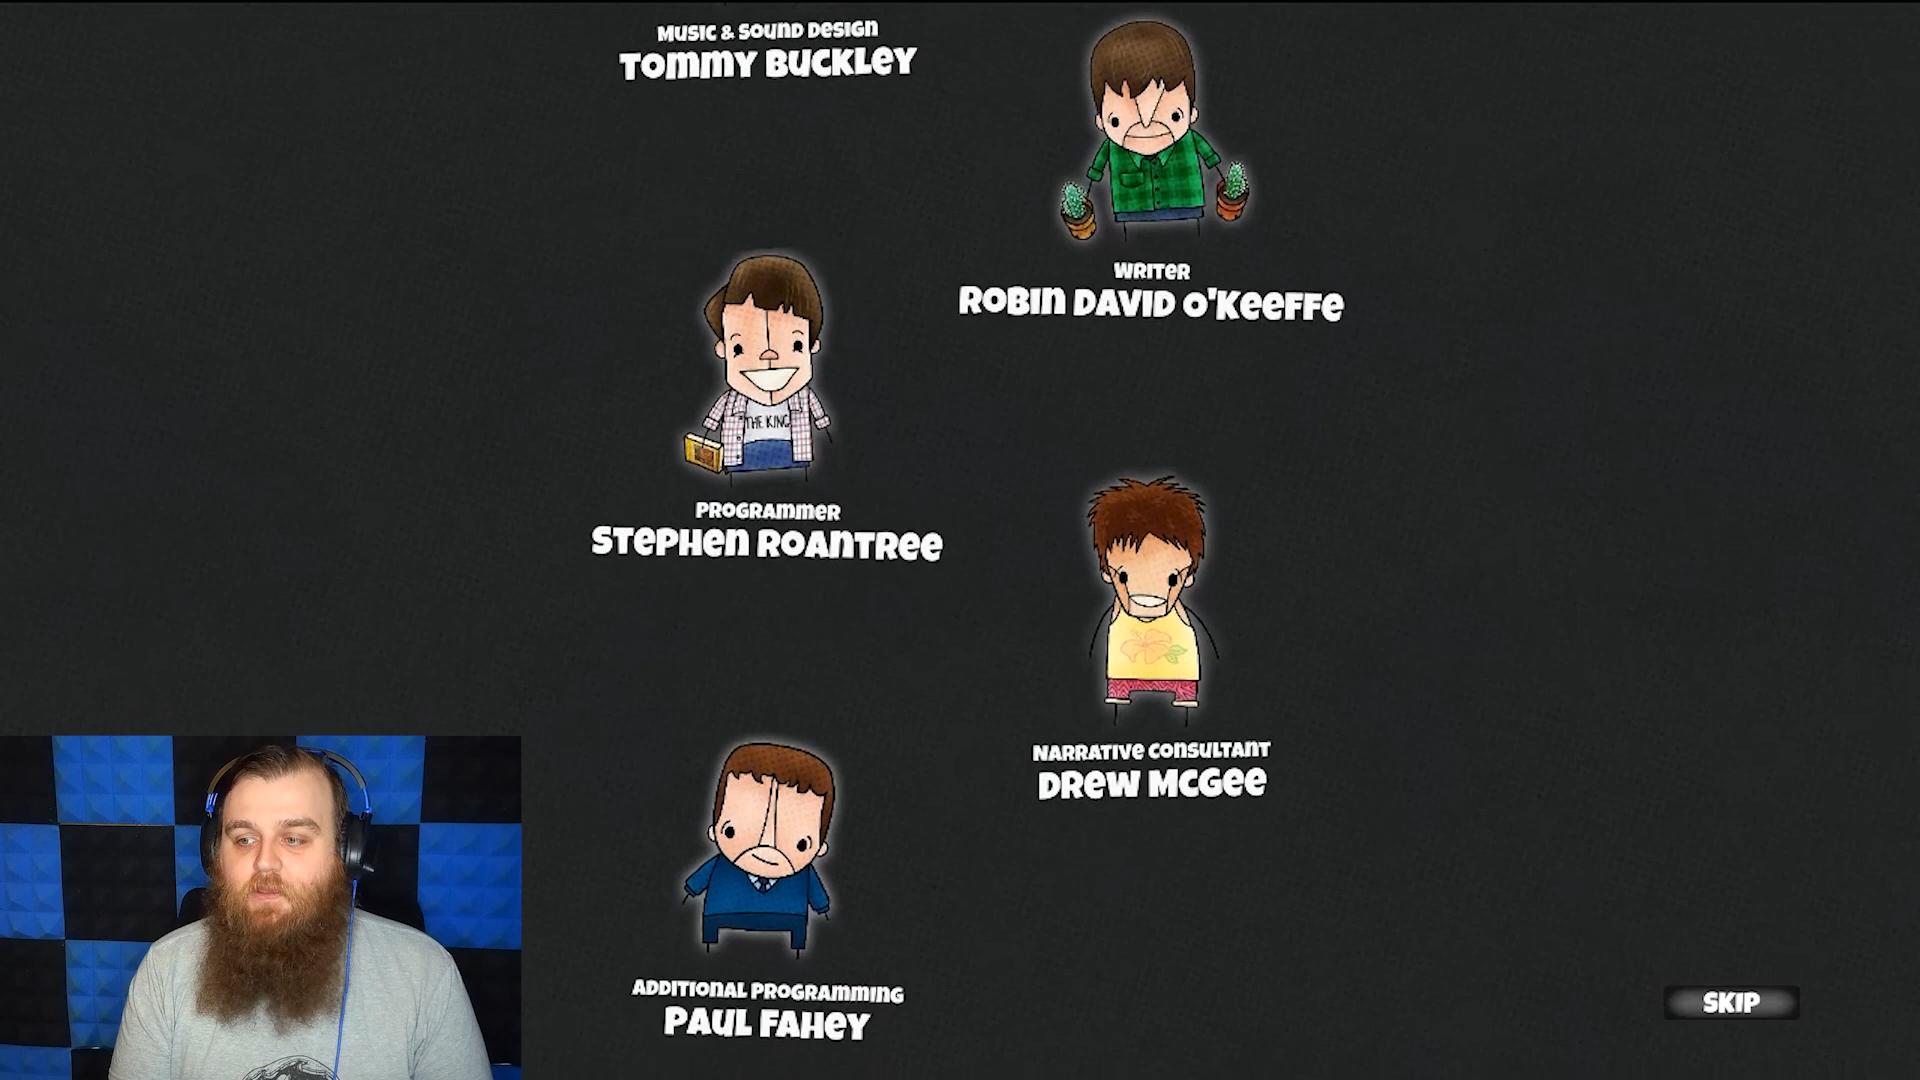 MUSIC & SOUND DESIGN
TOMMY BUCKLEY
WRITER
ROBIN DAVID O'KEEFFE
THE KING
PROGRAMMER
STEPHEN ROANTREE
NARRATIVE CONSULTANT
DREW MCGEE
ADDITIONAL PROGRAMMING
PAUL FAHEY
SKIP